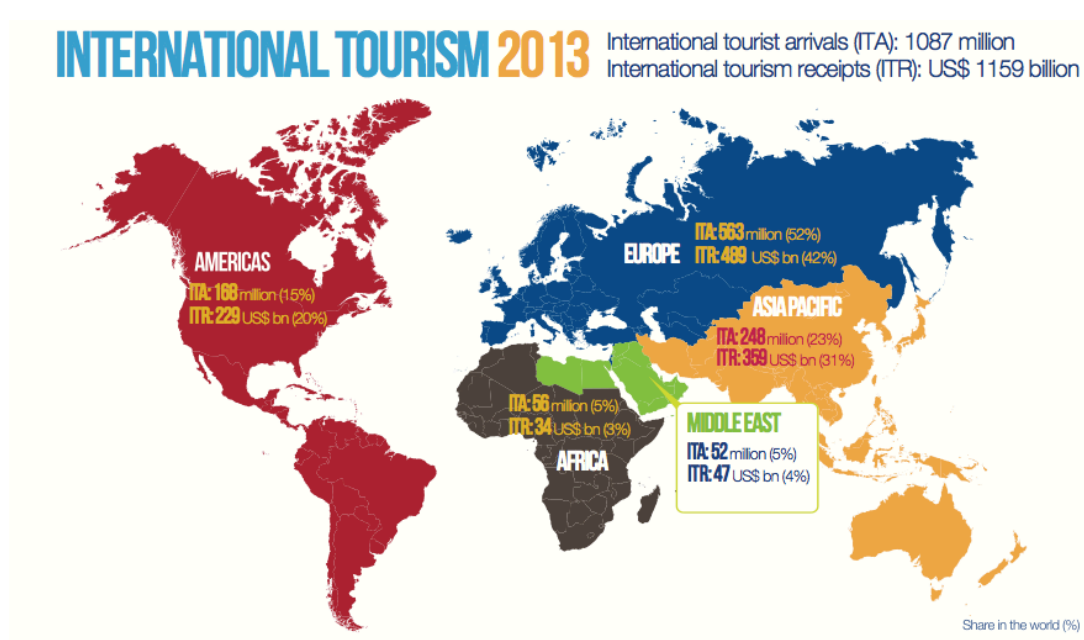 INTERNATIONAL TOURISM 2013
International tourist arrivals (ITA): 1087 million
International tourism receipts (ITR): US$ 1159 billion
AMERICAS
ITA: 168 million (15%)
ITR: 229 US$ bn (20%)
EUROPE
ITA: 563 million (52%)
ITR: 489 US$ bn (42%)
ASIA PACIFIC
ITA: 248 million (23%)
ITR: 359 US$ bn (31%)
ITA: 56 million (5%)
ITR: 34 US$ bn (3%)
AFRICA
MIDDLE EAST
ITA: 52 million (5%)
ITR: 47 US$ bn (4%)
Share in the world (%)